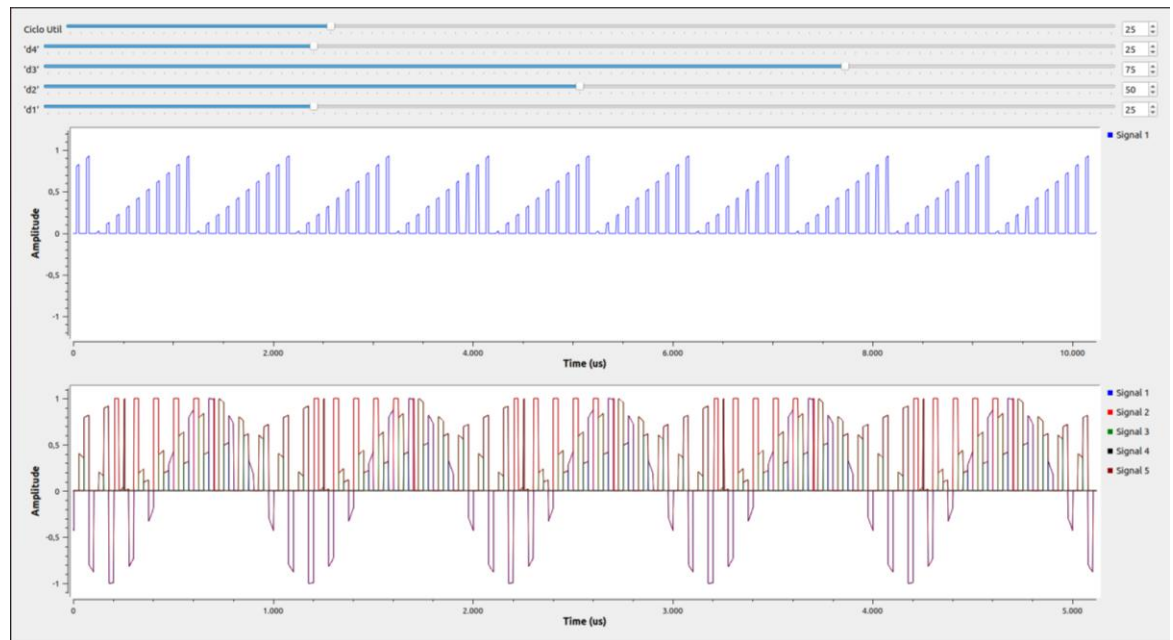 Ciclo Util 25
'd4' 25
'd3' 75
'd2' 50
'd1' 25
Signal 1
1
0,5
0
-0,5
-1
Amplitude
0 2.000 4.000 6.000 8.000 10.000
Time (us)
Signal 1
Signal 2
Signal 3
Signal 4
Signal 5
1
0,5
0
-0,5
-1
Amplitude
0 1.000 2.000 3.000 4.000 5.000
Time (us)